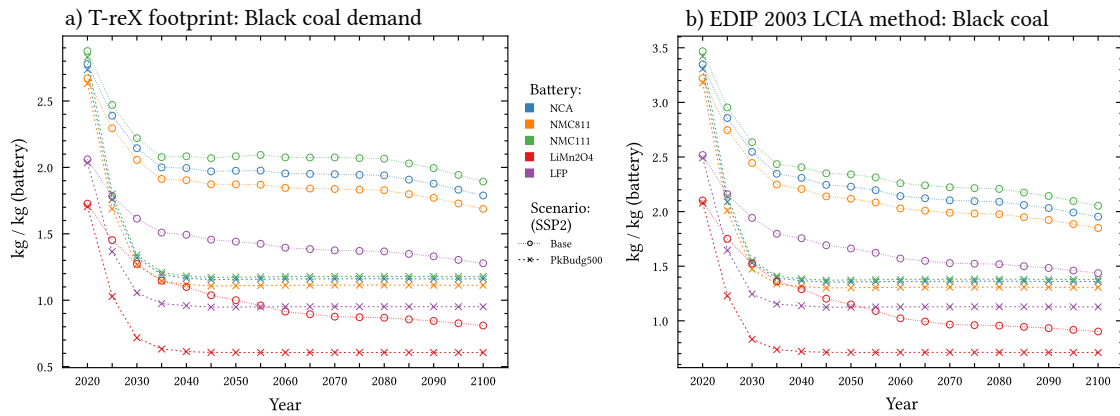 a) T-reX footprint: Black coal demand
kg / kg (battery)
2.5
2.0
1.5
1.0
0.5
2020 2030 2040 2050 2060 2070 2080 2090 2100
Year
Battery:
NCA
NMC811
NMC111
LiMn2O4
LFP
Scenario:
(SSP2)
Base
PkBudg500
b) EDIP 2003 LCIA method: Black coal
kg / kg (battery)
3.5
3.0
2.5
2.0
1.5
1.0
2020 2030 2040 2050 2060 2070 2080 2090 2100
Year